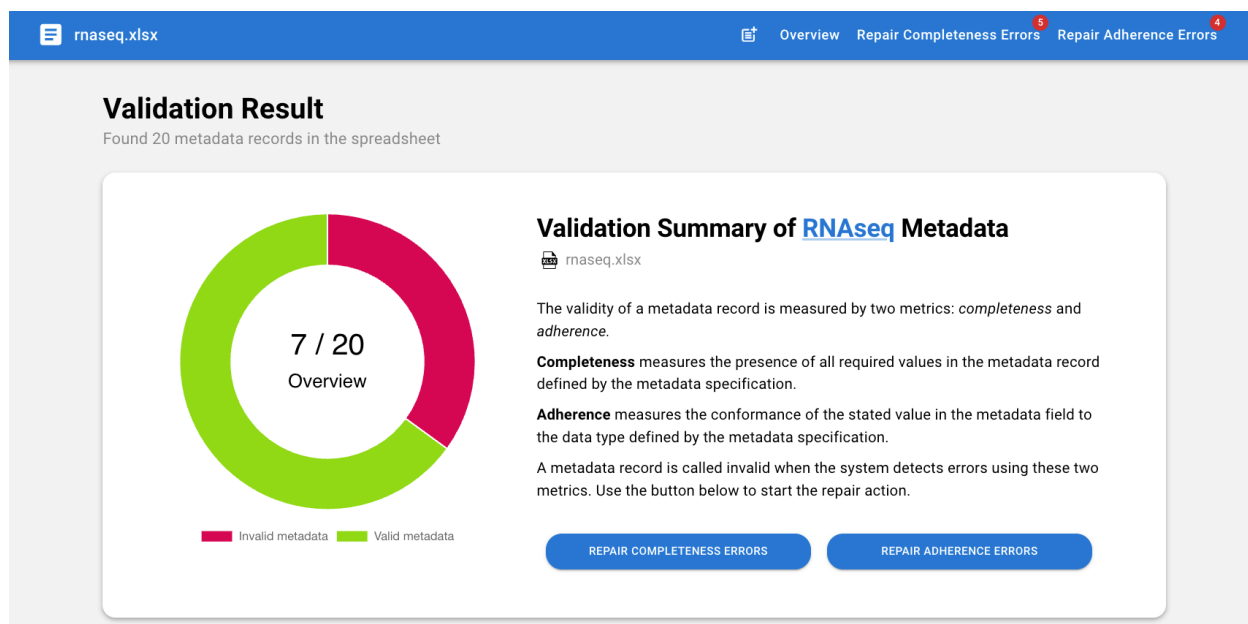 rnaseq.xlsx
Overview
Repair Completeness Errors
5
Repair Adherence Errors
4
Validation Result
Found 20 metadata records in the spreadsheet
7 / 20
Overview
Invalid metadata
Valid metadata
Validation Summary of RNAseq Metadata
XLSX
rnaseq.xlsx
The validity of a metadata record is measured by two metrics: completeness and
adherence.
Completeness measures the presence of all required values in the metadata record
defined by the metadata specification.
Adherence measures the conformance of the stated value in the metadata field to
the data type defined by the metadata specification.
A metadata record is called invalid when the system detects errors using these two
metrics. Use the button below to start the repair action.
REPAIR COMPLETENESS ERRORS
REPAIR ADHERENCE ERRORS